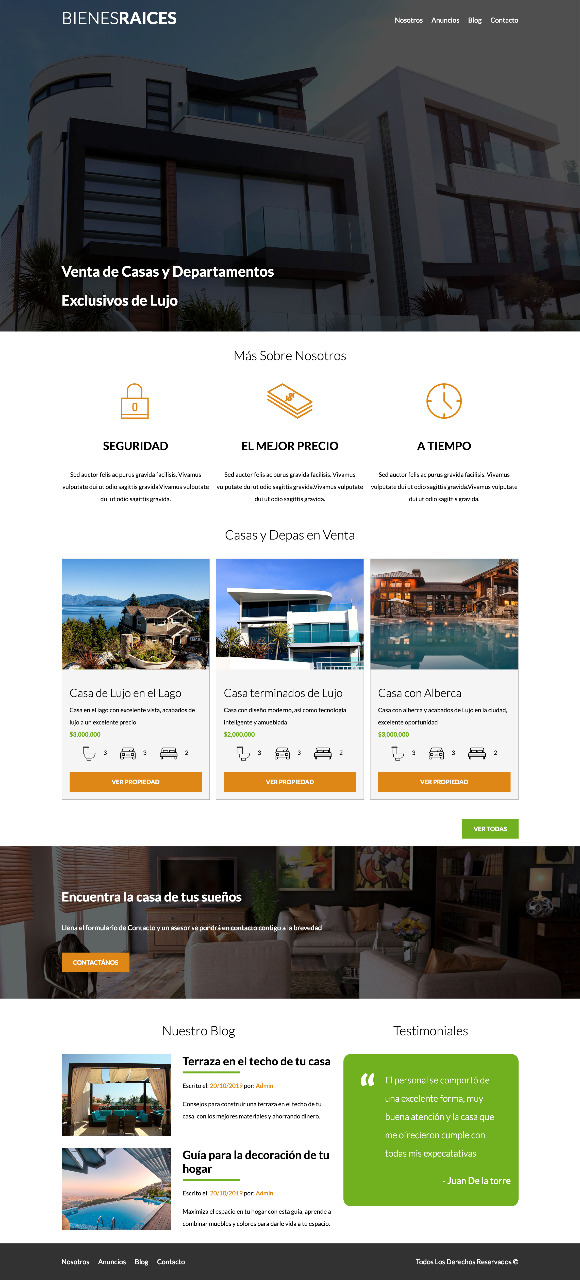 BIENESRAICES
Nosotros Anuncios Blog Contacto
Venta de Casas y Departamentos
Exclusivos de Lujo
Más Sobre Nosotros
SEGURIDAD
Sed auctor felis ac purus gravida facilisis. Vivamus
vulputate dui ut odio sagittis gravida.Vivamus vulputate
dui ut odio sagittis gravida.
EL MEJOR PRECIO
Sed auctor felis ac purus gravida facilisis. Vivamus
vulputate dui ut odio sagittis gravida.Vivamus vulputate
dui ut odio sagittis gravida.
A TIEMPO
Sed auctor felis ac purus gravida facilisis. Vivamus
vulputate dui ut odio sagittis gravida.Vivamus vulputate
dui ut odio sagittis gravida.
Casas y Depas en Venta
Casa de Lujo en el Lago
Casa en el lago con excelente vista, acabados de
lujo a un excelente precio
$3,000,000
3 3 2
VER PROPIEDAD
Casa terminados de Lujo
Casa con diseño moderno, así como tecnología
inteligente y amueblada
$2,000,000
3 3 2
VER PROPIEDAD
Casa con Alberca
Casa con alberca y acabados de Lujo en la ciudad,
excelente oportunidad
$3,000,000
3 3 2
VER PROPIEDAD
VER TODAS
Encuentra la casa de tus sueños
Llena el formulario de Contacto y un asesor se pondrá en contacto contigo a la brevedad
CONTACTÁNOS
Nuestro Blog
Terraza en el techo de tu casa
Escrito el: 20/10/2019 por: Admin
Consejos para construir una terraza en el techo de tu
casa, con los mejores materiales y ahorrando dinero.
Guía para la decoración de tu
hogar
Escrito el: 20/10/2019 por: Admin
Maximiza el espacio en tu hogar con esta guía, aprende a
combinar muebles y colores para darle vida a tu espacio.
Testimoniales
“ El personal se comportó de
una excelente forma, muy
buena atención y la casa que
me ofrecieron cumple con
todas mis expecatativas
- Juan De la torre
Nosotros Anuncios Blog Contacto
Todos Los Derechos Reservados ©